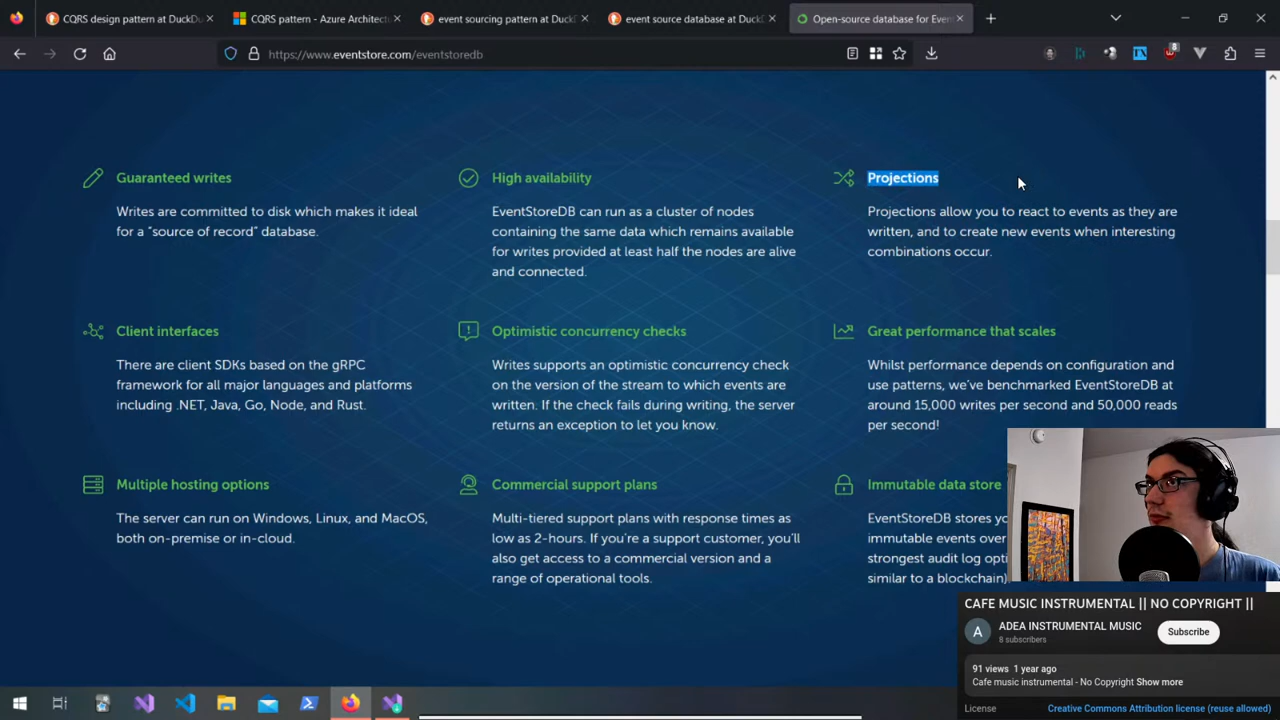 CQRS design pattern at DuckDu
CQRS pattern - Azure Architect
event sourcing pattern at Duckl
event source database at DuckD
Open-source database for Even
https://www.eventstore.com/eventstoredb
8
Guaranteed writes
Writes are committed to disk which makes it ideal
for a “source of record” database.
High availability
EventStoreDB can run as a cluster of nodes
containing the same data which remains available
for writes provided at least half the nodes are alive
and connected.
Projections
Projections allow you to react to events as they are
written, and to create new events when interesting
combinations occur.
Client interfaces
There are client SDKs based on the gRPC
framework for all major languages and platforms
including .NET, Java, Go, Node, and Rust.
Optimistic concurrency checks
Writes supports an optimistic concurrency check
on the version of the stream to which events are
written. If the check fails during writing, the server
returns an exception to let you know.
Great performance that scales
Whilst performance depends on configuration and
use patterns, we’ve benchmarked EventStoreDB at
around 15,000 writes per second and 50,000 reads
per second!
Multiple hosting options
The server can run on Windows, Linux, and MacOS,
both on-premise or in-cloud.
Commercial support plans
Multi-tiered support plans with response times as
low as 2-hours. If you’re a support customer, you’ll
also get access to a commercial version and a
range of operational tools.
Immutable data store
EventStoreDB stores yo
immutable events over
strongest audit log opti
similar to a blockchain)
CAFE MUSIC INSTRUMENTAL || NO COPYRIGHT ||
A
ADEA INSTRUMENTAL MUSIC
8 subscribers
Subscribe
91 views 1 year ago
Cafe music instrumental - No Copyright Show more
License
Creative Commons Attribution license (reuse allowed)